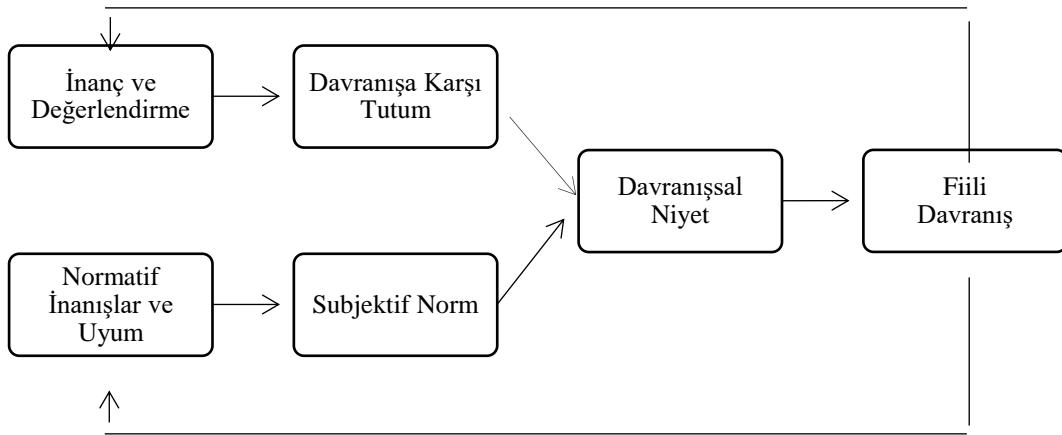 İnanç ve
Değerlendirme
Davranışa Karşı
Tutum
Davranışsal
Niyet
Fiili
Davranış
Normatif
İnanışlar ve
Uyum
Subjektif Norm